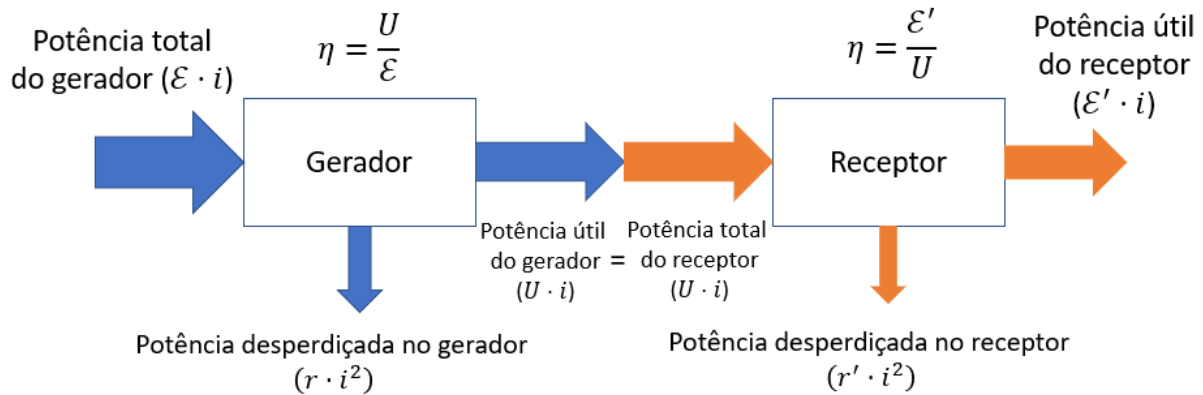 Potência total
do gerador (ℰ · i)
η = U/ℰ
Gerador
Potência desperdiçada no gerador
(r · i²)
Potência útil
do gerador
(U · i)
=
Potência total
do receptor
(U · i)
η = ℰ′/U
Receptor
Potência desperdiçada no receptor
(r′ · i²)
Potência útil
do receptor
(ℰ′ · i)